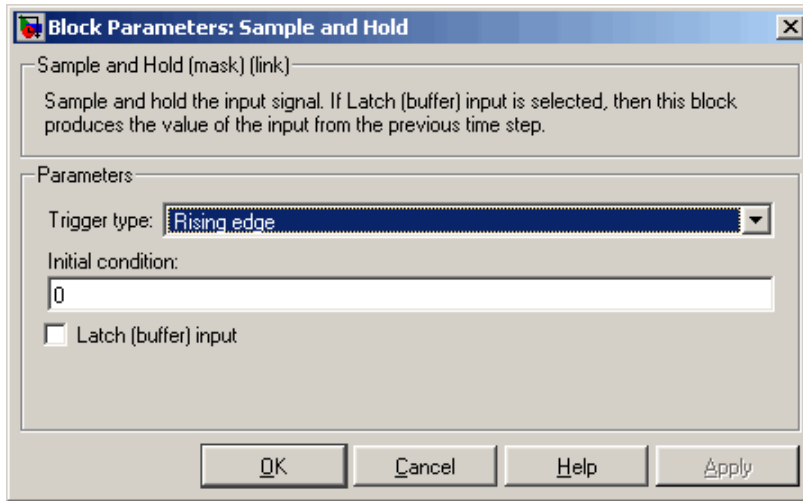 Block Parameters: Sample and Hold
Sample and Hold (mask) (link)
Sample and hold the input signal. If Latch (buffer) input is selected, then this block
produces the value of the input from the previous time step.
Parameters
Trigger type: Rising edge
Initial condition:
0
Latch (buffer) input
OK Cancel Help Apply